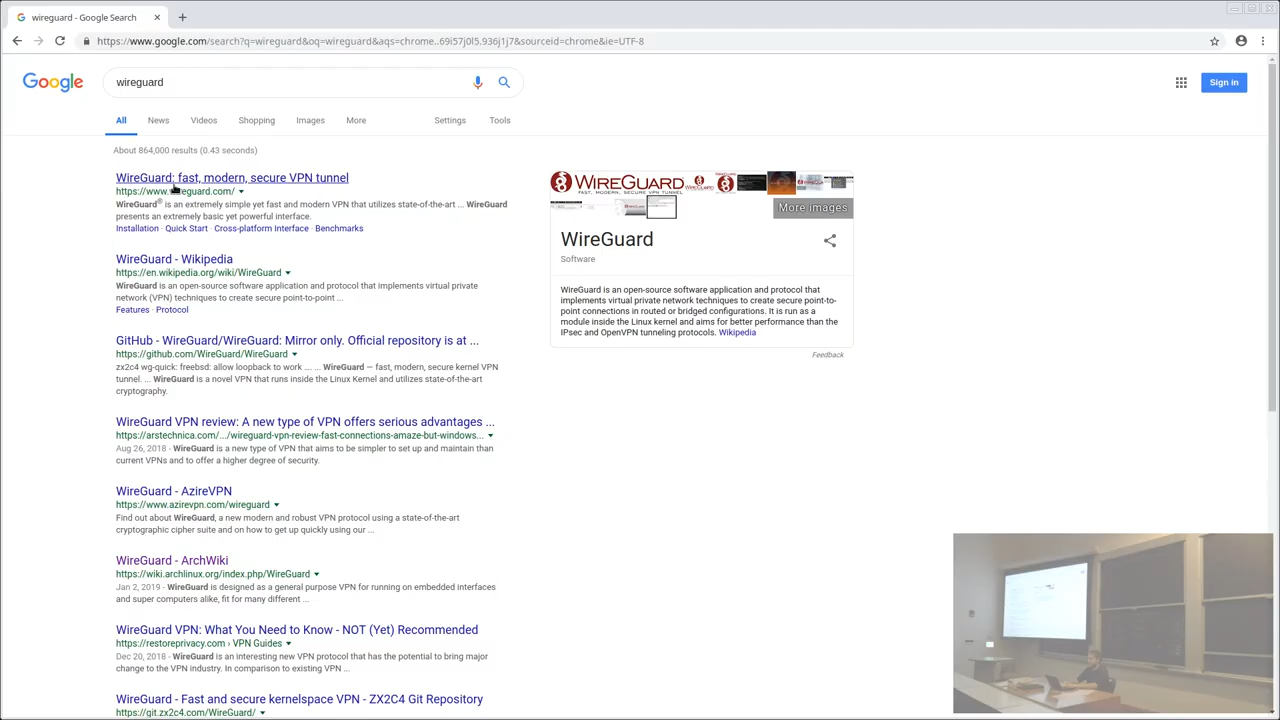 wireguard - Google Search
https://www.google.com/search?q=wireguard&oq=wireguard&aqs=chrome..69i57j0l5.936j1j7&sourceid=chrome&ie=UTF-8
Google
wireguard
Sign in
All News Videos Shopping Images More Settings Tools
About 864,000 results (0.43 seconds)
WireGuard: fast, modern, secure VPN tunnel
https://www.wireguard.com/
WireGuard® is an extremely simple yet fast and modern VPN that utilizes state-of-the-art ... WireGuard
presents an extremely basic yet powerful interface.
Installation · Quick Start · Cross-platform Interface · Benchmarks
WireGuard - Wikipedia
https://en.wikipedia.org/wiki/WireGuard
WireGuard is an open-source software application and protocol that implements virtual private
network (VPN) techniques to create secure point-to-point ...
Features · Protocol
GitHub - WireGuard/WireGuard: Mirror only. Official repository is at ...
https://github.com/WireGuard/WireGuard
zx2c4 wg-quick: freebsd: allow loopback to work .... ... WireGuard — fast, modern, secure kernel VPN
tunnel. ... WireGuard is a novel VPN that runs inside the Linux Kernel and utilizes state-of-the-art
cryptography.
WireGuard VPN review: A new type of VPN offers serious advantages ...
https://arstechnica.com/.../wireguard-vpn-review-fast-connections-amaze-but-windows...
Aug 26, 2018 - WireGuard is a new type of VPN that aims to be simpler to set up and maintain than
current VPNs and to offer a higher degree of security.
WireGuard - AzireVPN
https://www.azirevpn.com/wireguard
Find out about WireGuard, a new modern and robust VPN protocol using a state-of-the-art
cryptographic cipher suite and on how to get up quickly using our ...
WireGuard - ArchWiki
https://wiki.archlinux.org/index.php/WireGuard
Jan 2, 2019 - WireGuard is designed as a general purpose VPN for running on embedded interfaces
and super computers alike, fit for many different ...
WireGuard VPN: What You Need to Know - NOT (Yet) Recommended
https://restoreprivacy.com › VPN Guides
Dec 20, 2018 - WireGuard is an interesting new VPN protocol that has the potential to bring major
change to the VPN industry. In comparison to existing VPN ...
WireGuard - Fast and secure kernelspace VPN - ZX2C4 Git Repository
https://git.zx2c4.com/WireGuard/
WIREGUARD
FAST, MODERN, SECURE VPN TUNNEL
More images
WireGuard
Software
WireGuard is an open-source software application and protocol that
implements virtual private network techniques to create secure point-to-
point connections in routed or bridged configurations. It is run as a
module inside the Linux kernel and aims for better performance than the
IPsec and OpenVPN tunneling protocols. Wikipedia
Feedback